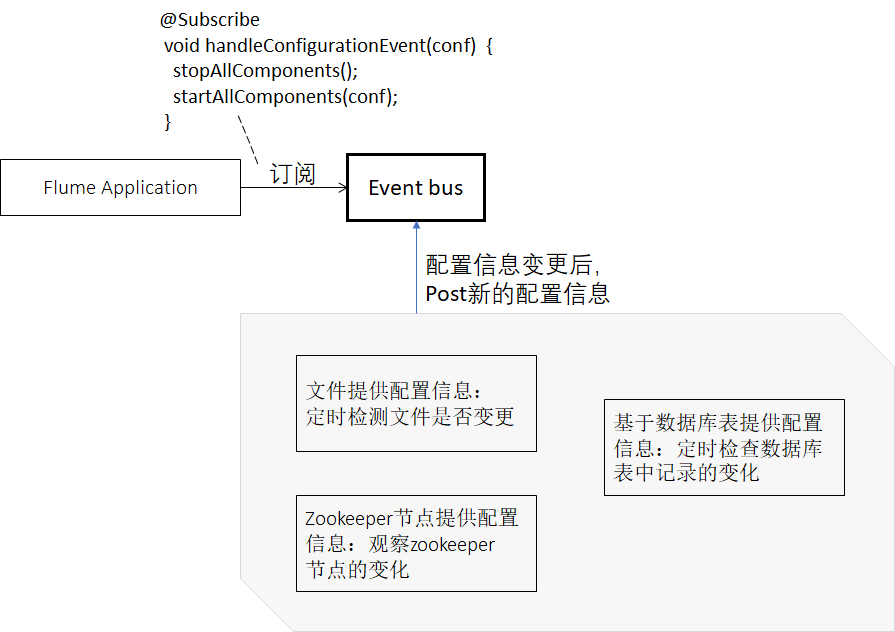 @Subscribe
void handleConfigurationEvent(conf) {
stopAllComponents();
startAllComponents(conf);
}
Flume Application
订阅
Event bus
配置信息变更后,
Post新的配置信息
文件提供配置信息：
定时检测文件是否变更
基于数据库表提供配置
信息：定时检查数据库
表中记录的变化
Zookeeper节点提供配置
信息：观察zookeeper
节点的变化